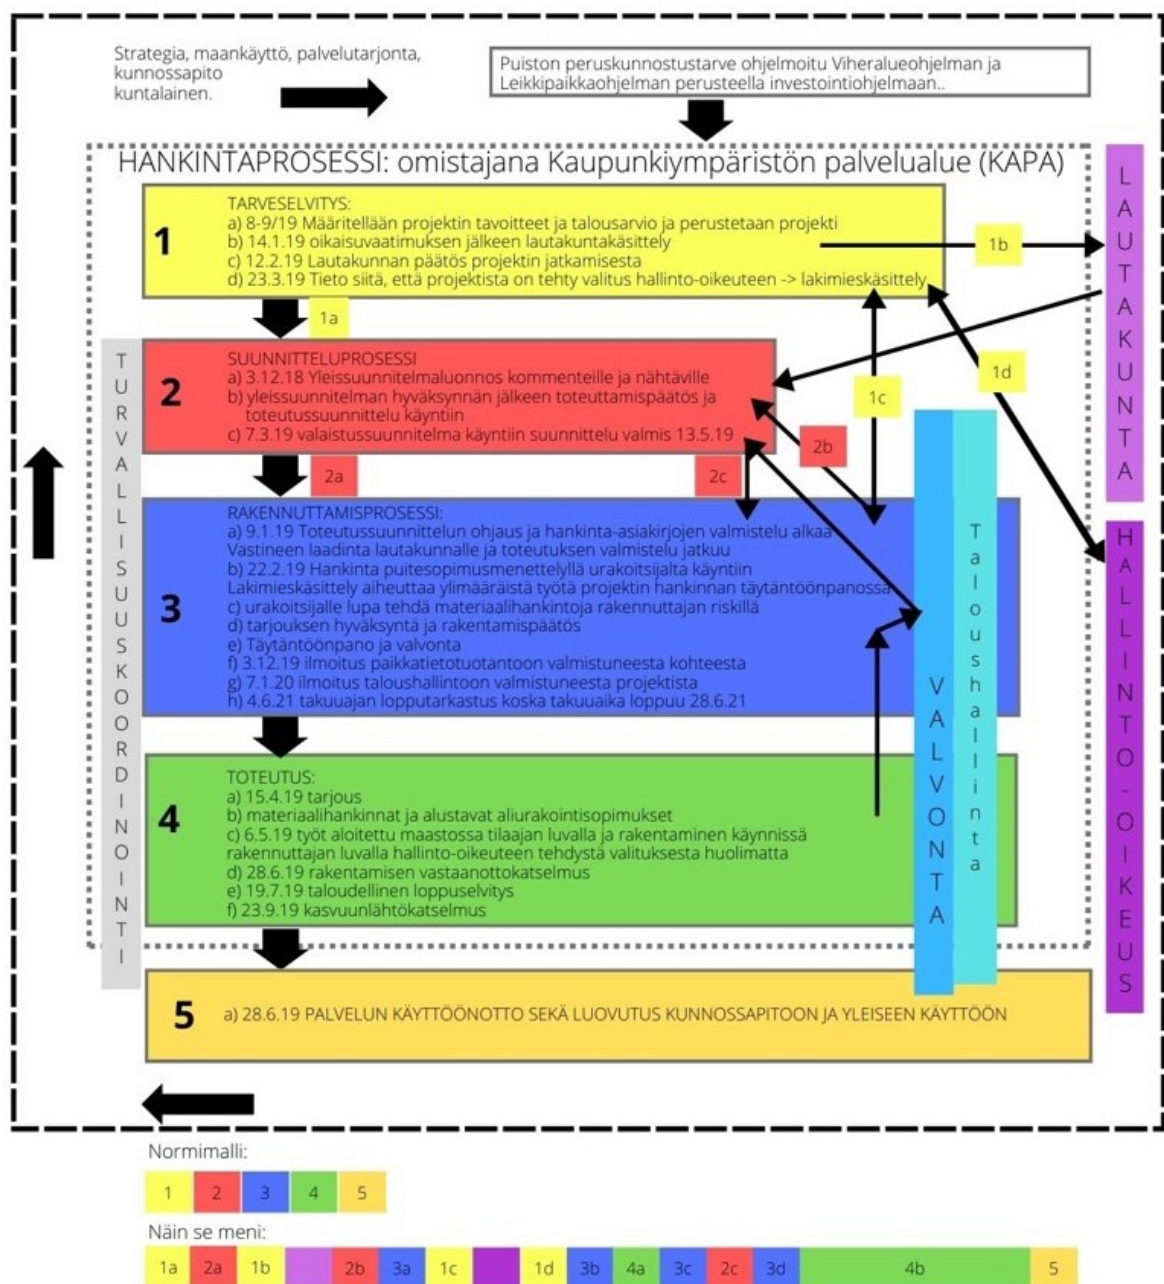 Strategia, maankäyttö, palvelutarjonta,
kunnossapito
kuntalainen.
Puiston peruskunnostustarve ohjelmoitu Viheralueohjelman ja
Leikkipaikkaohjelman perusteella investointiohjelmaan..
HANKINTAPROSESSI: omistajana Kaupunkiympäristön palvelualue (KAPA)
1
TARVESELVITYS:
a) 8-9/19 Määritellään projektin tavoitteet ja talousarvio ja perustetaan projekti
b) 14.1.19 oikaisuvaatimuksen jälkeen lautakuntakäsittely
c) 12.2.19 Lautakunnan päätös projektin jatkamisesta
d) 23.3.19 Tieto siitä, että projektista on tehty valitus hallinto-oikeuteen -> lakimieskäsittely
1b
LAUTAKUNTA
1a
1d
1c
TURVALLISUUSKOORDINOINTI
2
SUUNNITTELUPROSESSI
a) 3.12.18 Yleissuunnitelmaluonnos kommenteille ja nähtäville
b) yleissuunnitelman hyväksynnän jälkeen toteuttamispäätös ja
toteutussuunnittelu käyntiin
c) 7.3.19 valaistussuunnitelma käyntiin suunnittelu valmis 13.5.19
2b
2a
2c
3
RAKENNUTTAMISPROSESSI:
a) 9.1.19 Toteutussuunnittelun ohjaus ja hankinta-asiakirjojen valmistelu alkaa
Vastineen laadinta lautakunnalle ja toteutuksen valmistelu jatkuu
b) 22.2.19 Hankinta puitesopimusmenettelyllä urakoitsijalta käyntiin
Lakimieskäsittely aiheuttaa ylimääräistä työtä projektin hankinnan täytäntöönpanossa
c) urakoitsijalle lupa tehdä materiaalihankintoja rakennuttajan riskillä
d) tarjouksen hyväksyntä ja rakentamispäätös
e) Täytäntöönpano ja valvonta
f) 3.12.19 ilmoitus paikkatietotuotantoon valmistuneesta kohteesta
g) 7.1.20 ilmoitus taloushallintoon valmistuneesta projektista
h) 4.6.21 takuuajan lopputarkastus koska takuuaika loppuu 28.6.21
VALVONTA
Taloushallinta
HALLINTO-OIKEUS
4
TOTEUTUS:
a) 15.4.19 tarjous
b) materiaalihankinnat ja alustavat aliurakointisopimukset
c) 6.5.19 työt aloitettu maastossa tilaajan luvalla ja rakentaminen käynnissä
rakennuttajan luvalla hallinto-oikeuteen tehdystä valituksesta huolimatta
d) 28.6.19 rakentamisen vastaanottokatselmus
e) 19.7.19 taloudellinen loppuselvitys
f) 23.9.19 kasvuunlähtökatselmus
5
a) 28.6.19 PALVELUN KÄYTTÖÖNOTTO SEKÄ LUOVUTUS KUNNOSSAPITOON JA YLEISEEN KÄYTTÖÖN
Normimalli:
1 2 3 4 5
Näin se meni:
1a 2a 1b 2b 3a 1c 1d 3b 4a 3c 2c 3d 4b 5